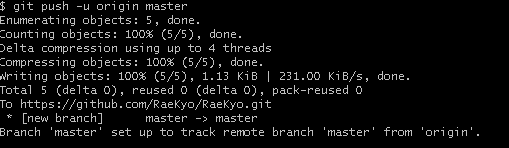 $ git push -u origin master
Enumerating objects: 5, done.
Counting objects: 100% (5/5), done.
Delta compression using up to 4 threads
Compressing objects: 100% (5/5), done.
Writing objects: 100% (5/5), 1.13 KiB | 231.00 KiB/s, done.
Total 5 (delta 0), reused 0 (delta 0), pack-reused 0
To https://github.com/RaeKyo/RaeKyo.git
 * [new branch]      master -> master
Branch 'master' set up to track remote branch 'master' from 'origin'.